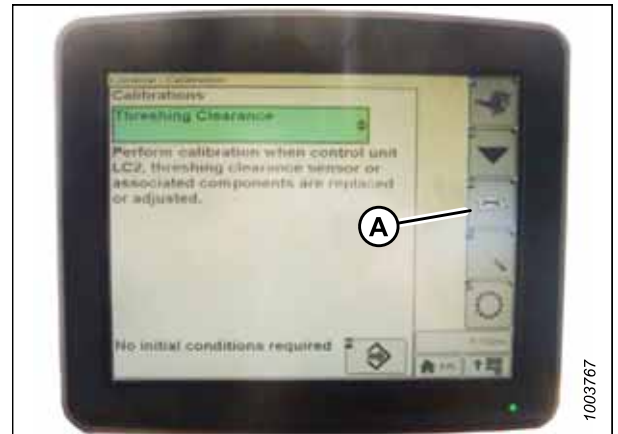 Calibrations
Threshing Clearance
Perform calibration when control unit
LC2, threshing clearance sensor or
associated components are replaced
or adjusted.
A
No initial conditions required
1003767